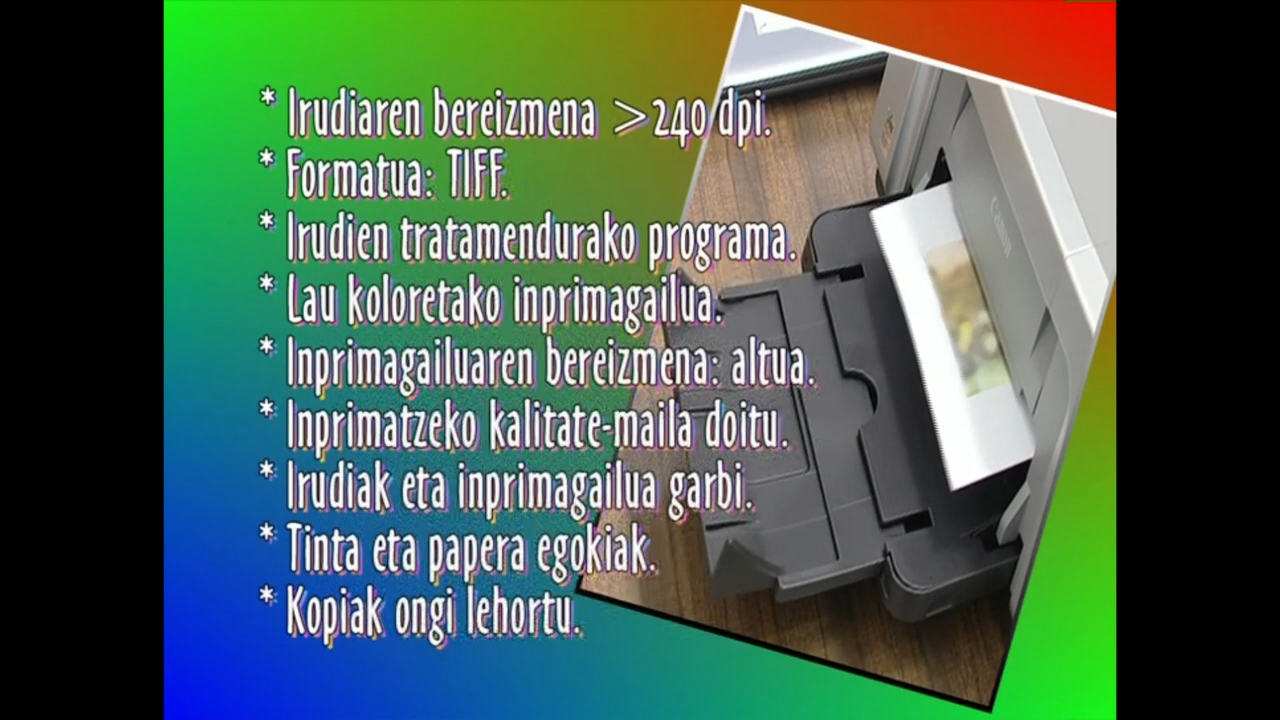 * Irudiaren bereizmena >240 dpi.
* Formatua: TIFF.
* Irudien tratamendurako programa.
* Lau koloretako inprimagailua.
* Inprimagailuaren bereizmena: altua.
* Inprimatzeko kalitate-maila doitu.
* Irudiak eta inprimagailua garbi.
* Tinta eta papera egokiak.
* Kopiak ongi lehortu.
Canon